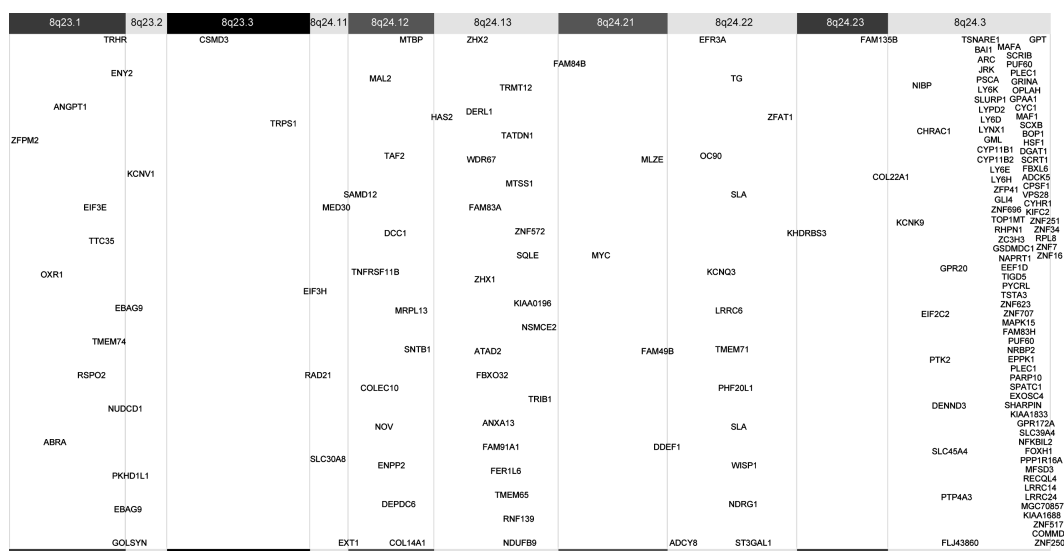 8q23.1 8q23.2 8q23.3 8q24.11 8q24.12 8q24.13 8q24.21 8q24.22 8q24.23 8q24.3
TRHR
ENY2
ANGPT1
ZFPM2
EIF3E
TTC35
OXR1
EBAG9
TMEM74
RSPO2
NUDCD1
ABRA
PKHD1L1
EBAG9
GOLSYN
KCNV1
CSMD3
TRPS1
MED30
EIF3H
RAD21
SLC30A8
EXT1
MTBP
MAL2
TAF2
SAMD12
DCC1
TNFRSF11B
MRPL13
SNTB1
COLEC10
NOV
ENPP2
DEPDC6
COL14A1
HAS2
ZHX2
TRMT12
DERL1
TATDN1
WDR67
MTSS1
FAM83A
ZNF572
SQLE
ZHX1
KIAA0196
NSMCE2
ATAD2
FBXO32
TRIB1
ANXA13
FAM91A1
FER1L6
TMEM65
RNF139
NDUFB9
FAM84B
MLZE
MYC
FAM49B
DDEF1
ADCY8
EFR3A
TG
ZFAT1
OC90
SLA
KHDRBS3
KCNQ3
LRRC6
TMEM71
PHF20L1
SLA
WISP1
NDRG1
ST3GAL1
FAM135B
COL22A1
NIBP
CHRAC1
KCNK9
GPR20
EIF2C2
PTK2
DENND3
SLC45A4
PTP4A3
FLJ43860
TSNARE1
BAI1
ARC
JRK
PSCA
LY6K
SLURP1
LYPD2
LY6D
LYNX1
GML
CYP11B1
CYP11B2
LY6E
LY6H
ZFP41
GLI4
ZNF696
TOP1MT
RHPN1
ZC3H3
GSDMDC1
NAPRT1
EEF1D
TIGD5
PYCRL
TSTA3
ZNF623
ZNF707
MAPK15
FAM83H
PUF60
NRBP2
EPPK1
PLEC1
PARP10
SPATC1
EXOSC4
SHARPIN
KIAA1833
GPR172A
SLC39A4
NFKBIL2
FOXH1
PPP1R16A
MFSD3
RECQL4
LRRC14
LRRC24
MGC70857
KIAA1688
ZNF517
COMMD
ZNF250
MAFA
SCRIB
PUF60
PLEC1
GRINA
OPLAH
GPAA1
CYC1
MAF1
SCXB
BOP1
HSF1
DGAT1
SCRT1
FBXL6
ADCK5
CPSF1
VPS28
CYHR1
KIFC2
ZNF251
ZNF34
RPL8
ZNF7
ZNF16
GPT